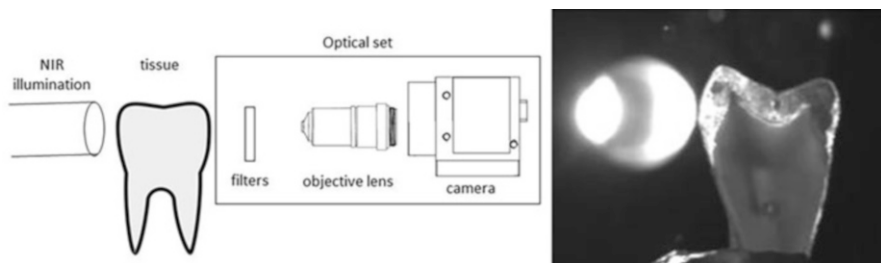 Optical set
NIR
illumination
tissue
filters
objective lens
camera